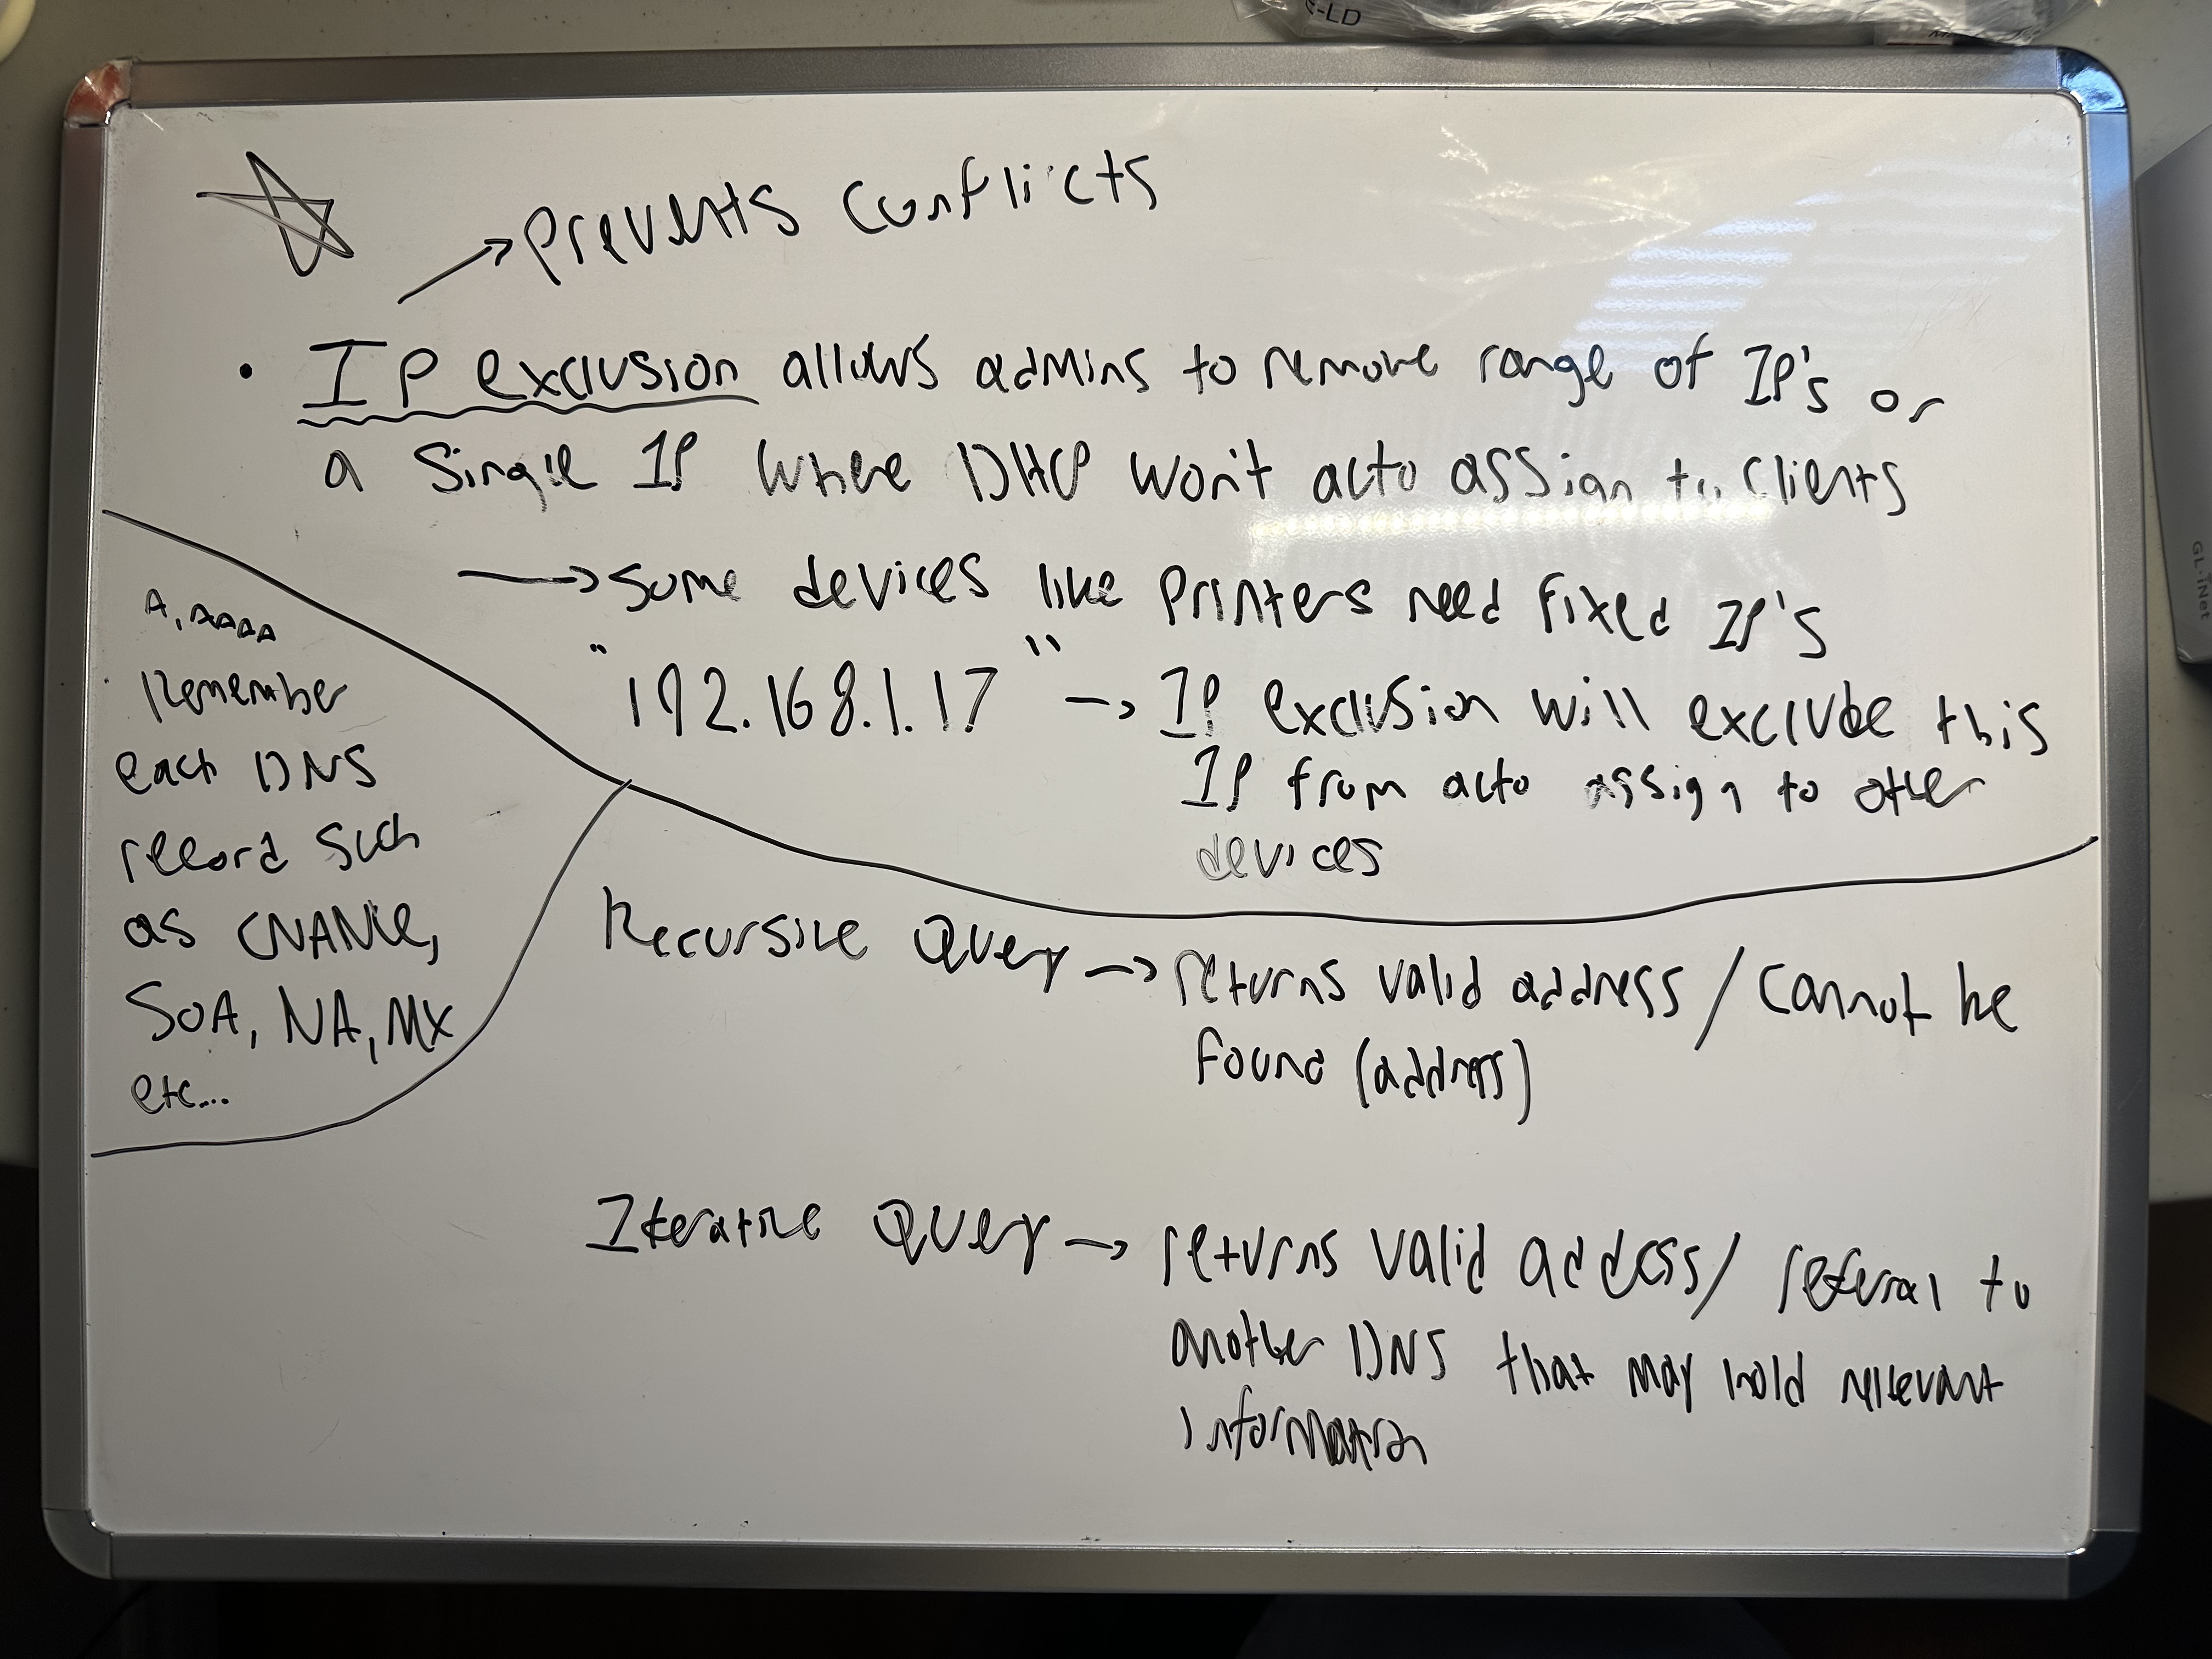 E-LD
prevents conflicts
• IP exclusion allows admins to remove range of IP's or
a single IP where DHCP won't auto assign to clients
→ some devices like printers need fixed IP's
"192.168.1.17" → IP exclusion will exclude this
IP from auto assign to other
devices
A, AAAA
Remember
each DNS
record such
as CNAME,
SOA, NA, MX
etc...
Recursive Query → returns valid address / cannot be
found (address)
Iterative Query → returns valid address / referral to
another DNS that may hold rellevant
information
GL·iNet